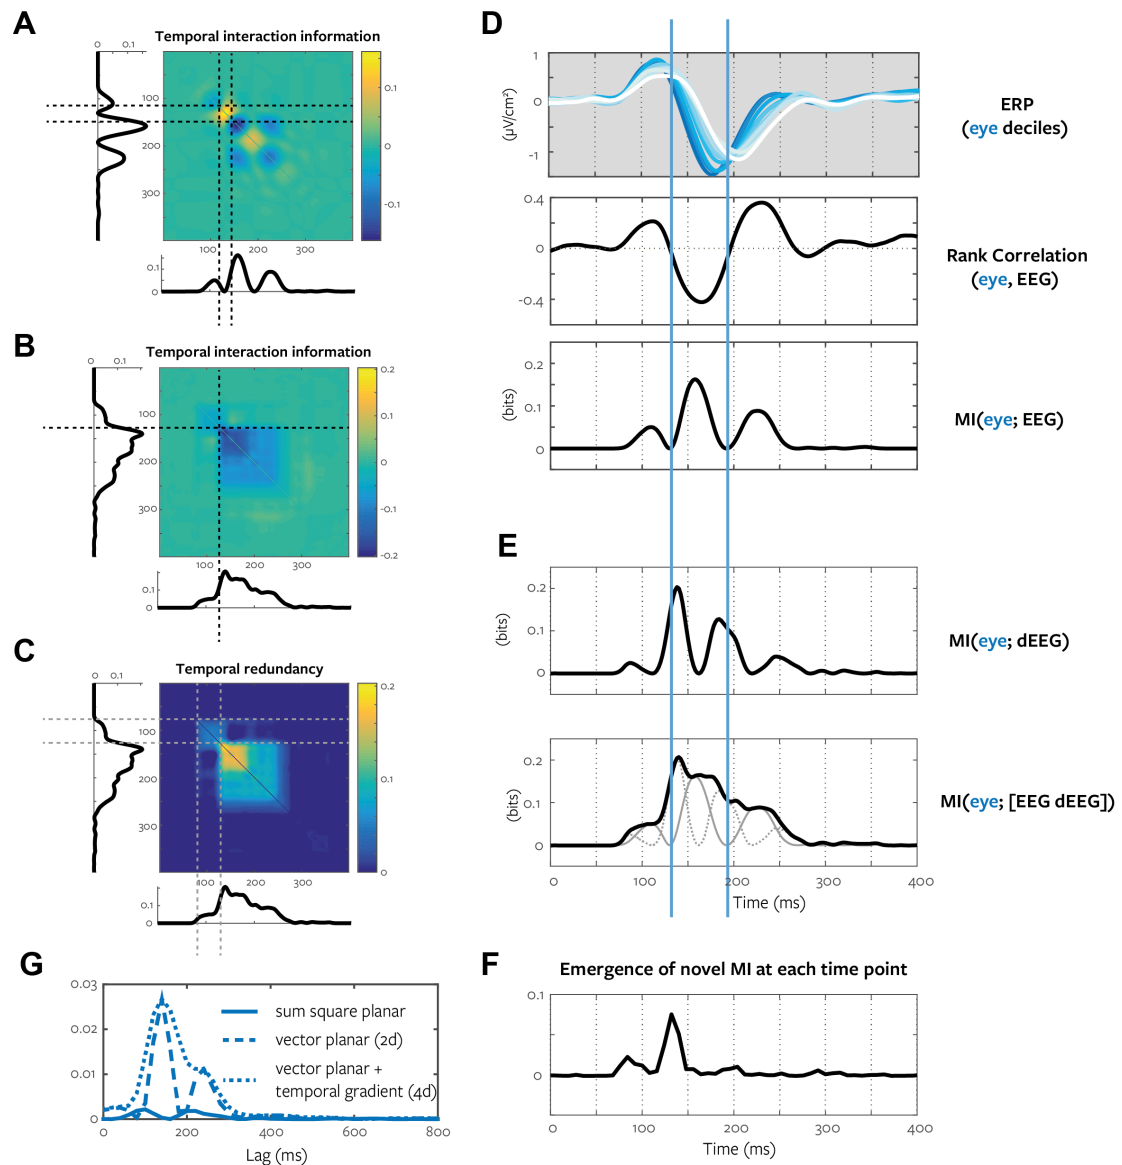 A
Temporal interaction information
0 0.1
100
200
300
0.1
0
-0.1
100 200 300
0.1
0
B
Temporal interaction information
0 0.1
100
200
300
0.2
0.1
0
-0.1
-0.2
100 200 300
0.1
0
C
Temporal redundancy
0 0.1
100
200
300
0.2
0.1
0
100 200 300
0.1
0
D
1
0
-1
(µV/cm²)
ERP
(eye deciles)
0.4
0
-0.4
Rank Correlation
(eye, EEG)
0.2
0.1
0
(bits)
MI(eye; EEG)
E
0.2
0.1
0
(bits)
MI(eye; dEEG)
0.2
0.1
0
(bits)
MI(eye; [EEG dEEG])
0 100 200 300 400
Time (ms)
G
0.03
0.02
0.01
0
sum square planar
vector planar (2d)
vector planar +
temporal gradient (4d)
0 200 400 600 800
Lag (ms)
F
Emergence of novel MI at each time point
0.1
0
0 100 200 300 400
Time (ms)